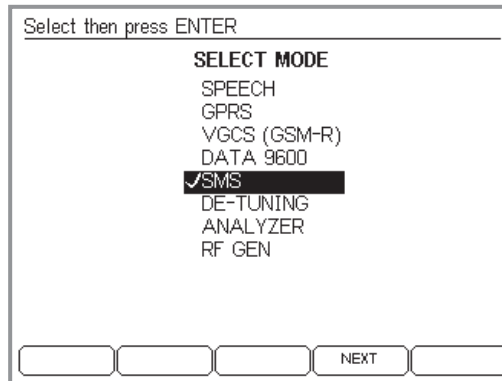 Select then press ENTER
SELECT MODE
SPEECH
GPRS
VGCS (GSM-R)
DATA 9600
✓SMS
DE-TUNING
ANALYZER
RF GEN
NEXT